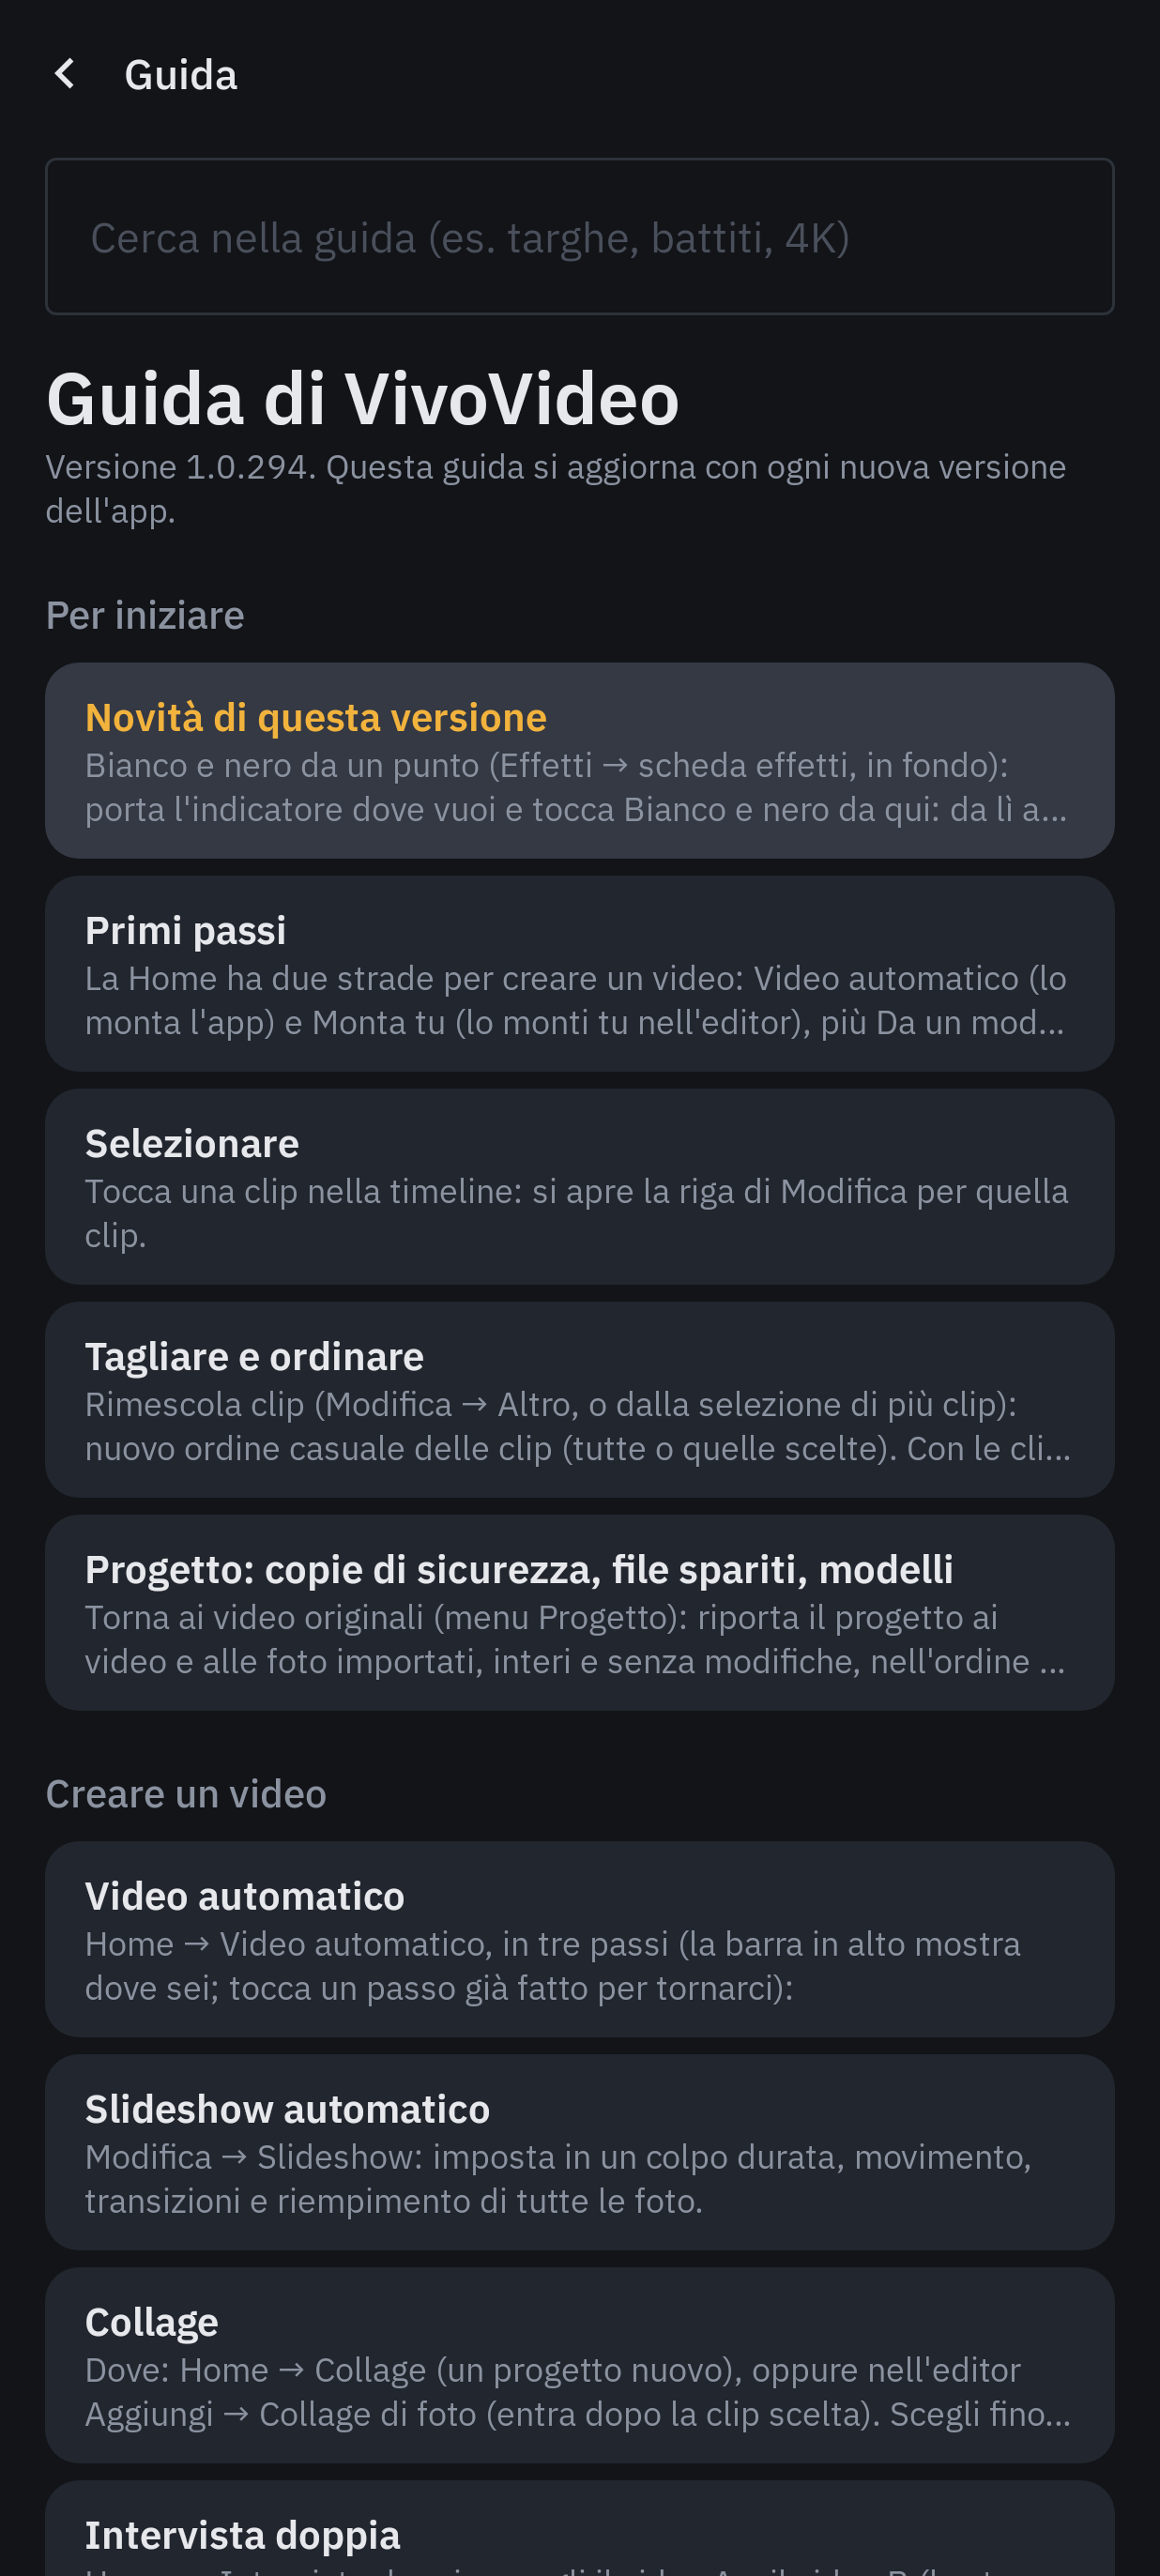 Guida
Cerca nella guida (es. targhe, battiti, 4K)
Guida di VivoVideo
Versione 1.0.294. Questa guida si aggiorna con ogni nuova versione
dell'app.
Per iniziare
Novità di questa versione
Bianco e nero da un punto (Effetti → scheda effetti, in fondo):
porta l'indicatore dove vuoi e tocca Bianco e nero da qui: da lì a...
Primi passi
La Home ha due strade per creare un video: Video automatico (lo
monta l'app) e Monta tu (lo monti tu nell'editor), più Da un mod...
Selezionare
Tocca una clip nella timeline: si apre la riga di Modifica per quella
clip.
Tagliare e ordinare
Rimescola clip (Modifica → Altro, o dalla selezione di più clip):
nuovo ordine casuale delle clip (tutte o quelle scelte). Con le cli...
Progetto: copie di sicurezza, file spariti, modelli
Torna ai video originali (menu Progetto): riporta il progetto ai
video e alle foto importati, interi e senza modifiche, nell'ordine ...
Creare un video
Video automatico
Home → Video automatico, in tre passi (la barra in alto mostra
dove sei; tocca un passo già fatto per tornarci):
Slideshow automatico
Modifica → Slideshow: imposta in un colpo durata, movimento,
transizioni e riempimento di tutte le foto.
Collage
Dove: Home → Collage (un progetto nuovo), oppure nell'editor
Aggiungi → Collage di foto (entra dopo la clip scelta). Scegli fino...
Intervista doppia